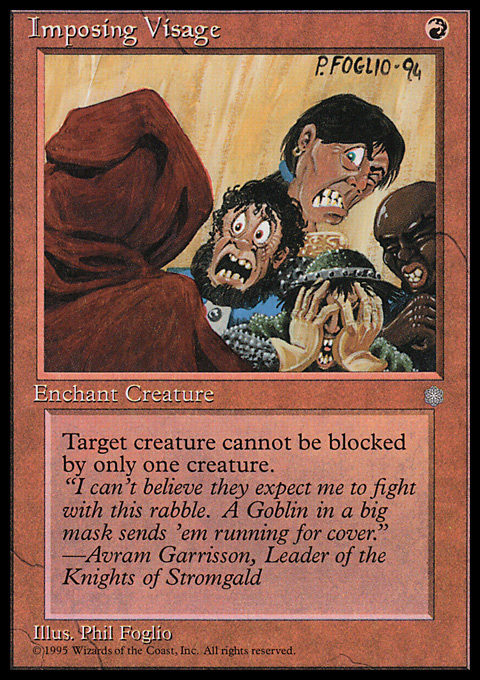 Imposing Visage
P. FOGLIO-94
Enchant Creature
Target creature cannot be blocked
by only one creature.
“I can't believe they expect me to fight
with this rabble. A Goblin in a big
mask sends 'em running for cover.”
—Avram Garrisson, Leader of the
Knights of Stromgald
Illus. Phil Foglio
©1995 Wizards of the Coast, Inc. All rights reserved.